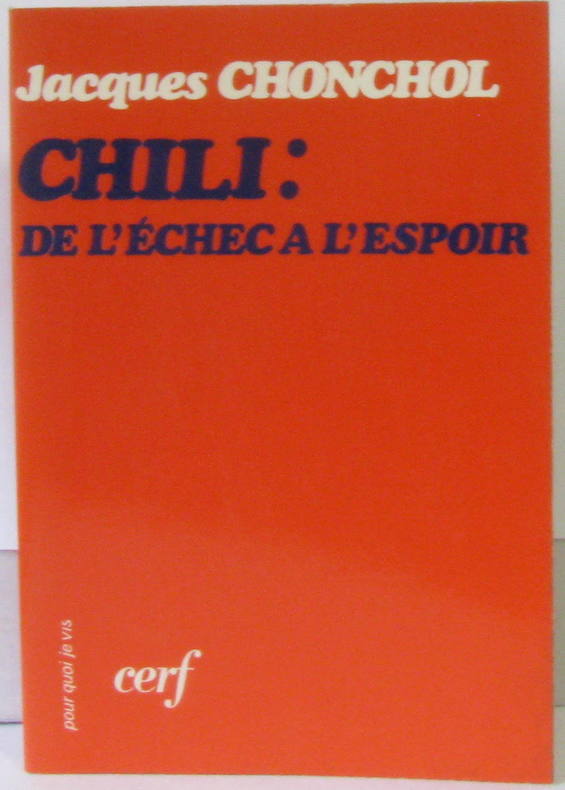 Jacques CHONCHOL
CHILI :
DE L'ÉCHEC A L'ESPOIR
pour quoi je vis
cerf